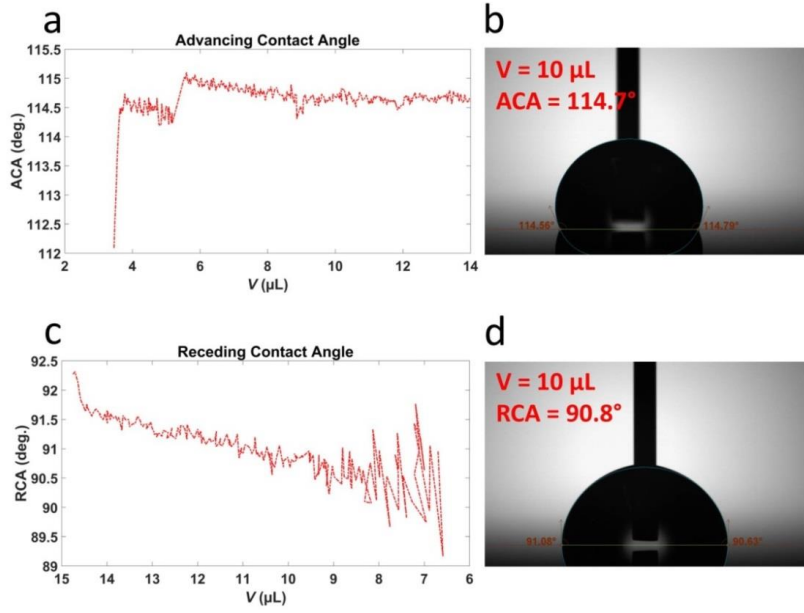 a
Advancing Contact Angle
115.5
115
114.5
114
113.5
113
112.5
112
ACA (deg.)
2
4
6
8
10
12
14
V (µL)
b
V = 10 µL
ACA = 114.7°
114.56°
114.79°
c
Receding Contact Angle
92.5
92
91.5
91
90.5
90
89.5
89
RCA (deg.)
15
14
13
12
11
10
9
8
7
6
V (µL)
d
V = 10 µL
RCA = 90.8°
91.08°
90.63°